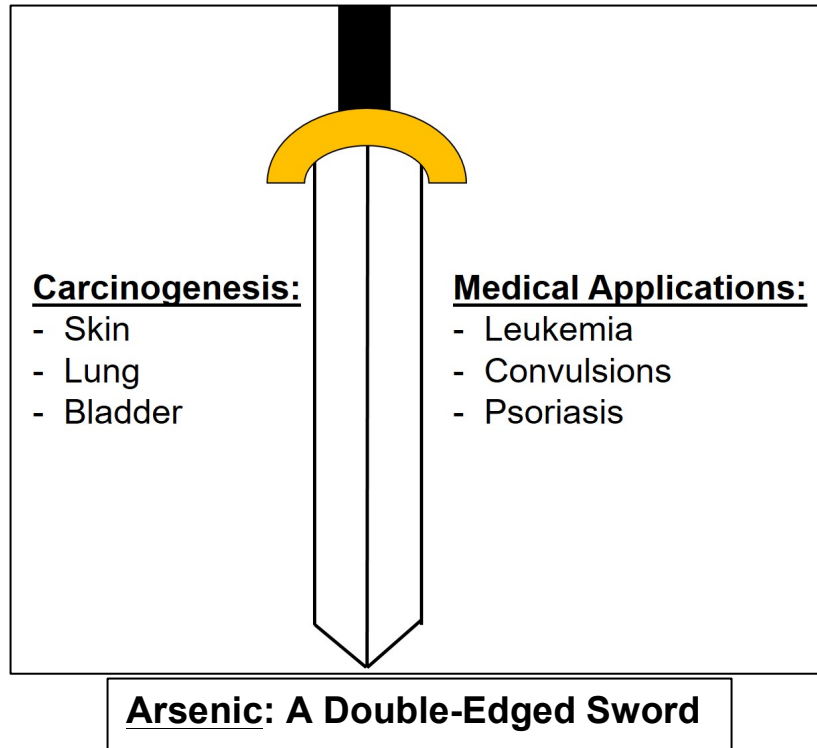 Carcinogenesis:
- Skin
- Lung
- Bladder
Medical Applications:
- Leukemia
- Convulsions
- Psoriasis
Arsenic: A Double-Edged Sword